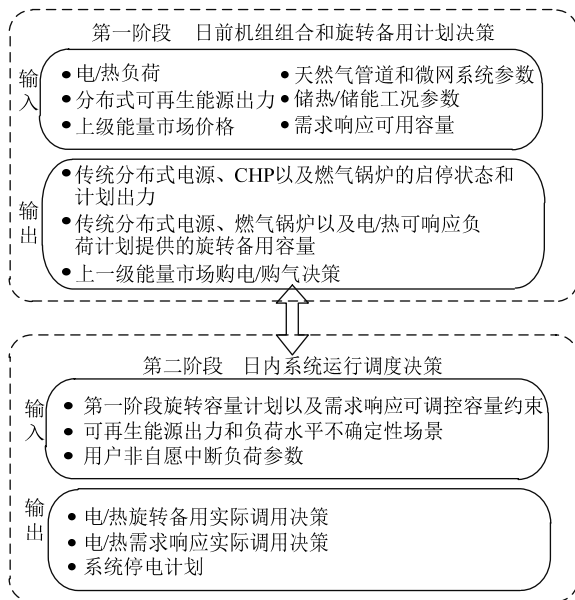 第一阶段 日前机组组合和旋转备用计划决策
输入
● 电/热负荷
● 分布式可再生能源出力
● 上级能量市场价格
● 天然气管道和微网系统参数
● 储热/储能工况参数
● 需求响应可用容量
输出
● 传统分布式电源、CHP以及燃气锅炉的启停状态和
计划出力
● 传统分布式电源、燃气锅炉以及电/热可响应负
荷计划提供的旋转备用容量
● 上一级能量市场购电/购气决策
第二阶段 日内系统运行调度决策
输入
● 第一阶段旋转容量计划以及需求响应可调控容量约束
● 可再生能源出力和负荷水平不确定性场景
● 用户非自愿中断负荷参数
输出
● 电/热旋转备用实际调用决策
● 电/热需求响应实际调用决策
● 系统停电计划